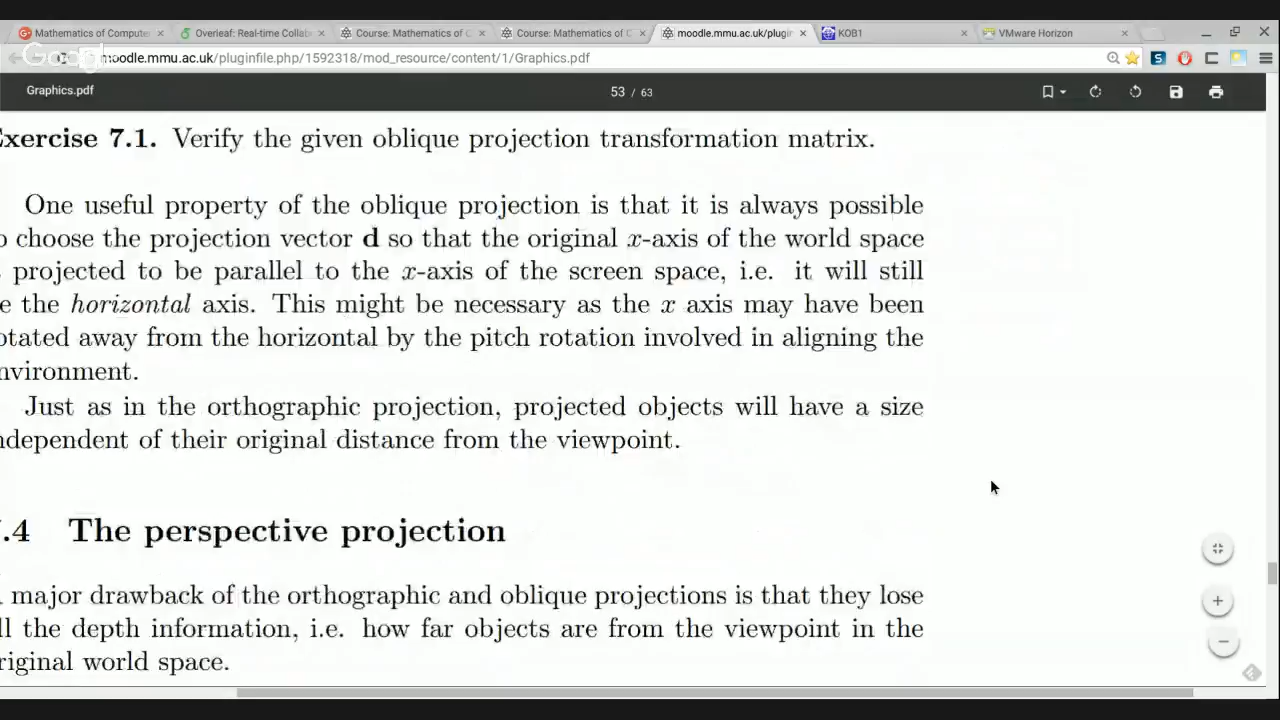 Mathematics of Compute
Overleaf: Real-time Collab
Course: Mathematics of C
Course: Mathematics of C
moodle.mmu.ac.uk/plugin
KOB1
VMware Horizon
Google
moodle.mmu.ac.uk/pluginfile.php/1592318/mod_resource/content/1/Graphics.pdf
Graphics.pdf
53 / 63
xercise 7.1. Verify the given oblique projection transformation matrix.
One useful property of the oblique projection is that it is always possible
o choose the projection vector d so that the original x-axis of the world space
s projected to be parallel to the x-axis of the screen space, i.e. it will still
e the horizontal axis. This might be necessary as the x axis may have been
otated away from the horizontal by the pitch rotation involved in aligning the
nvironment.
Just as in the orthographic projection, projected objects will have a size
ndependent of their original distance from the viewpoint.
.4 The perspective projection
major drawback of the orthographic and oblique projections is that they lose
ll the depth information, i.e. how far objects are from the viewpoint in the
riginal world space.